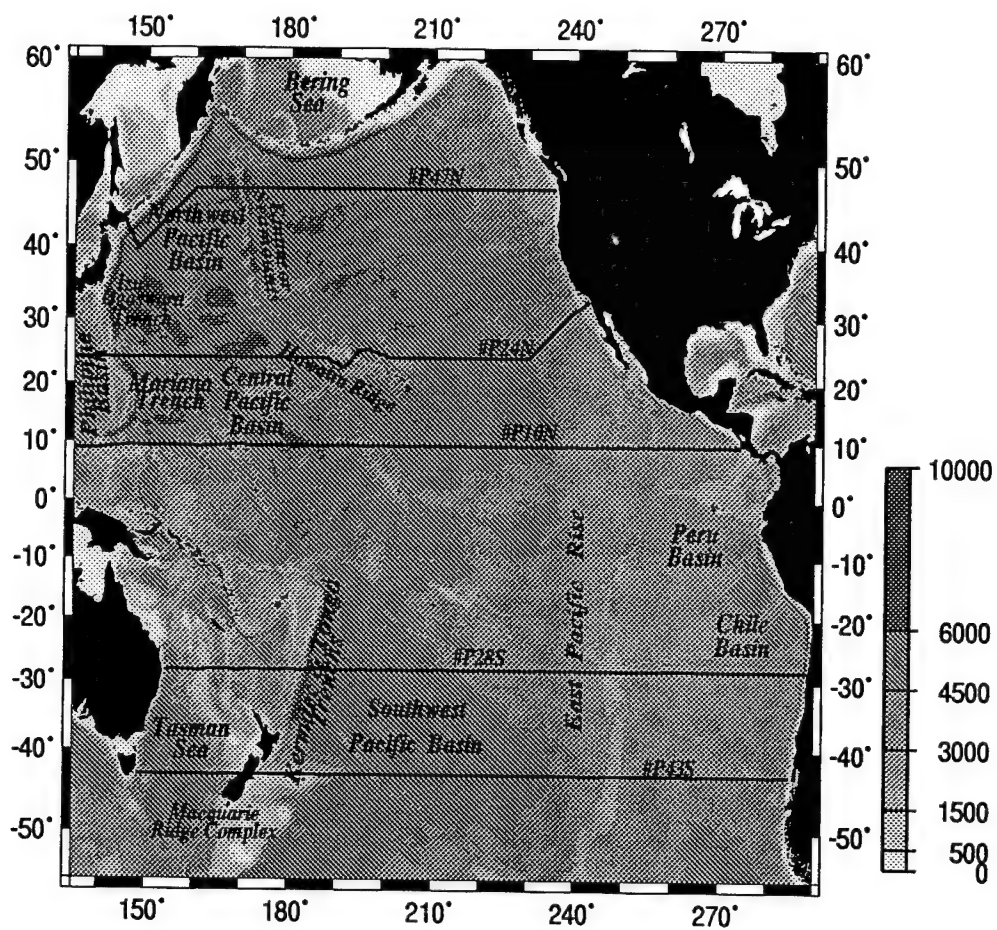 150° 180° 210° 240° 270°
60° 60°
Bering
Sea
50° 50°
#P47N
Northwest
Pacific
Basin
40° 40°
Trench
30° 30°
#P24N
Hawaiian Ridge
20° 20°
Mariana
Trench
Central
Pacific
Basin
Basin
#P10N
10° 10°
10000
0° 0°
Peru
Basin
East Pacific Rise
-10° -10°
-20° -20°
Chile
Basin
6000
#P28S
-30° -30°
4500
Southwest
Pacific Basin
Tasman
Sea
3000
-40° -40°
#P43S
1500
Macquarie
Ridge Complex
-50° -50°
500
0
150° 180° 210° 240° 270°